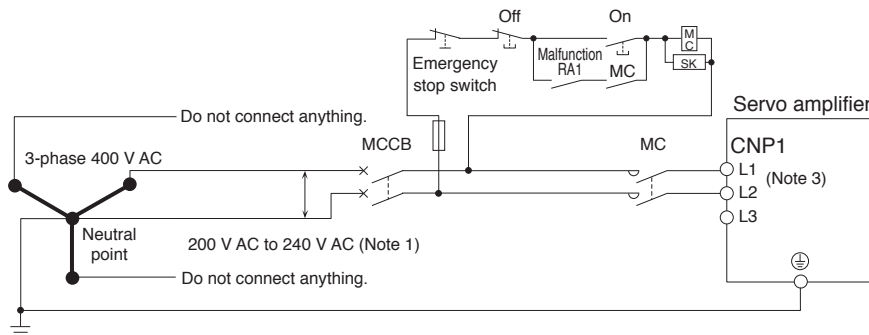 Off
On
Emergency
stop switch
Malfunction
RA1
MC
M
C
SK
Do not connect anything.
Servo amplifier
MCCB
MC
CNP1
3-phase 400 V AC
L1
(Note 3)
L2
L3
Neutral
point
200 V AC to 240 V AC (Note 1)
Do not connect anything.